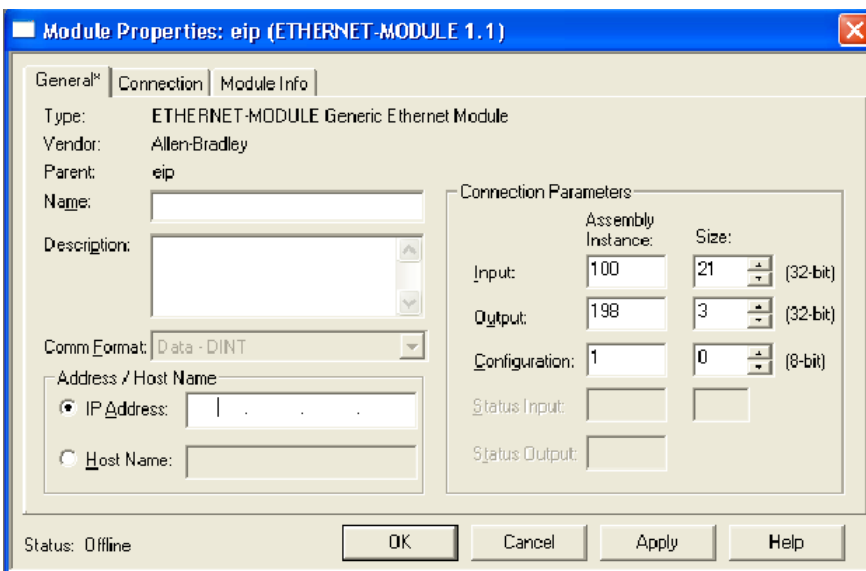 Module Properties: eip (ETHERNET-MODULE 1.1)
General* Connection Module Info
Type: ETHERNET-MODULE Generic Ethernet Module
Vendor: Allen-Bradley
Parent: eip
Name:
Description:
Comm Format: Data - DINT
Address / Host Name
IP Address: . . .
Host Name:
Connection Parameters
Assembly Instance: Size:
Input: 100 21 (32-bit)
Output: 198 3 (32-bit)
Configuration: 1 0 (8-bit)
Status Input:
Status Output:
Status: Offline
OK Cancel Apply Help